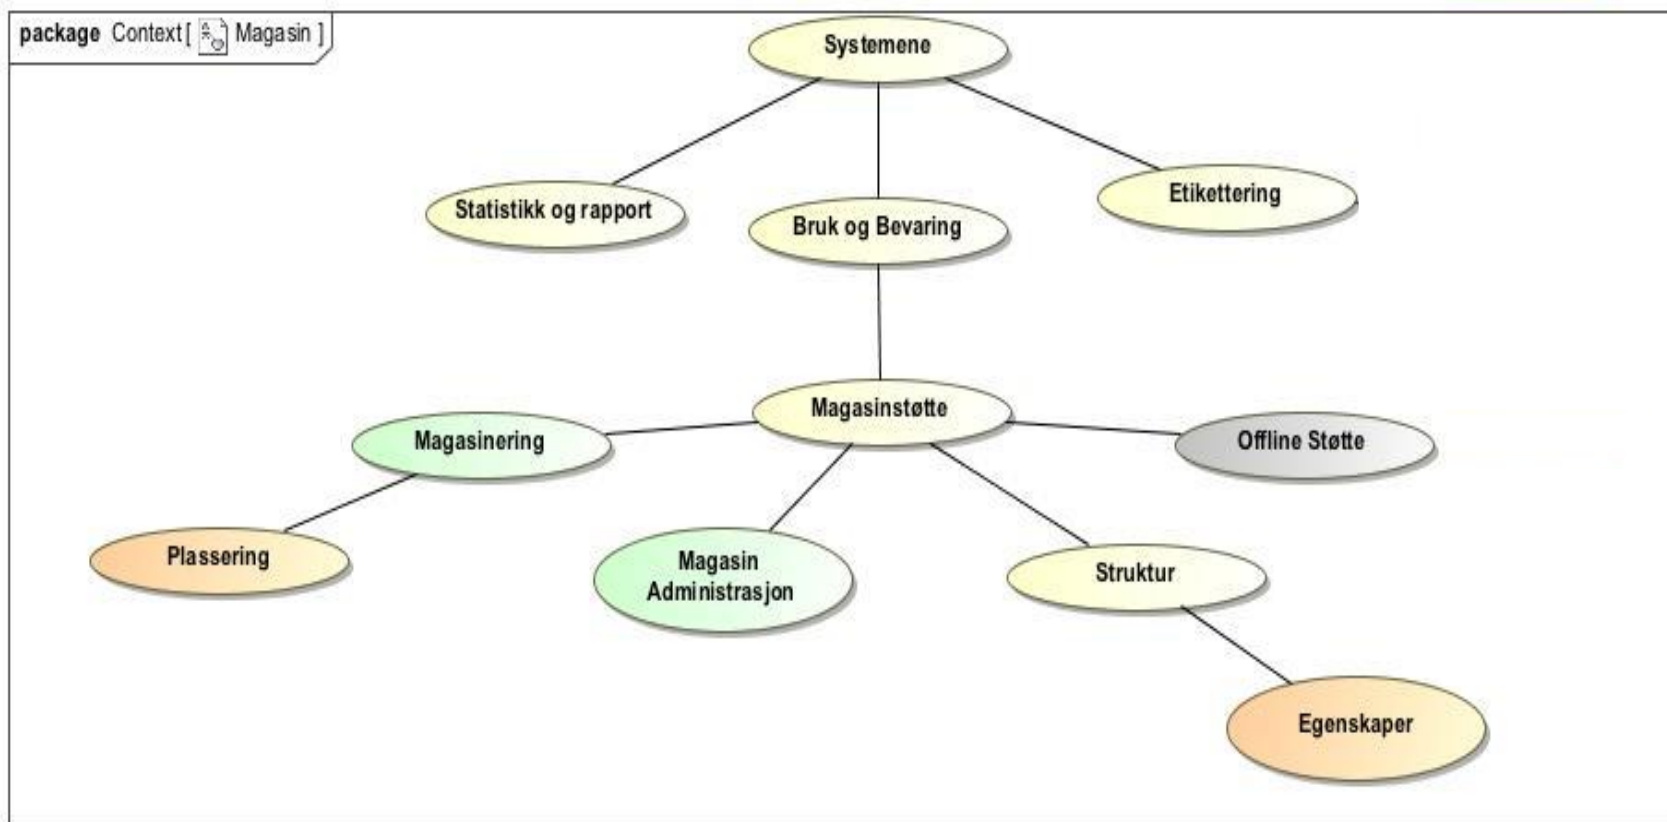 package Context [ Magasin ]
Systemene
Statistikk og rapport
Bruk og Bevaring
Etikettering
Magasinstøtte
Magasinering
Offline Støtte
Plassering
Magasin
Administrasjon
Struktur
Egenskaper